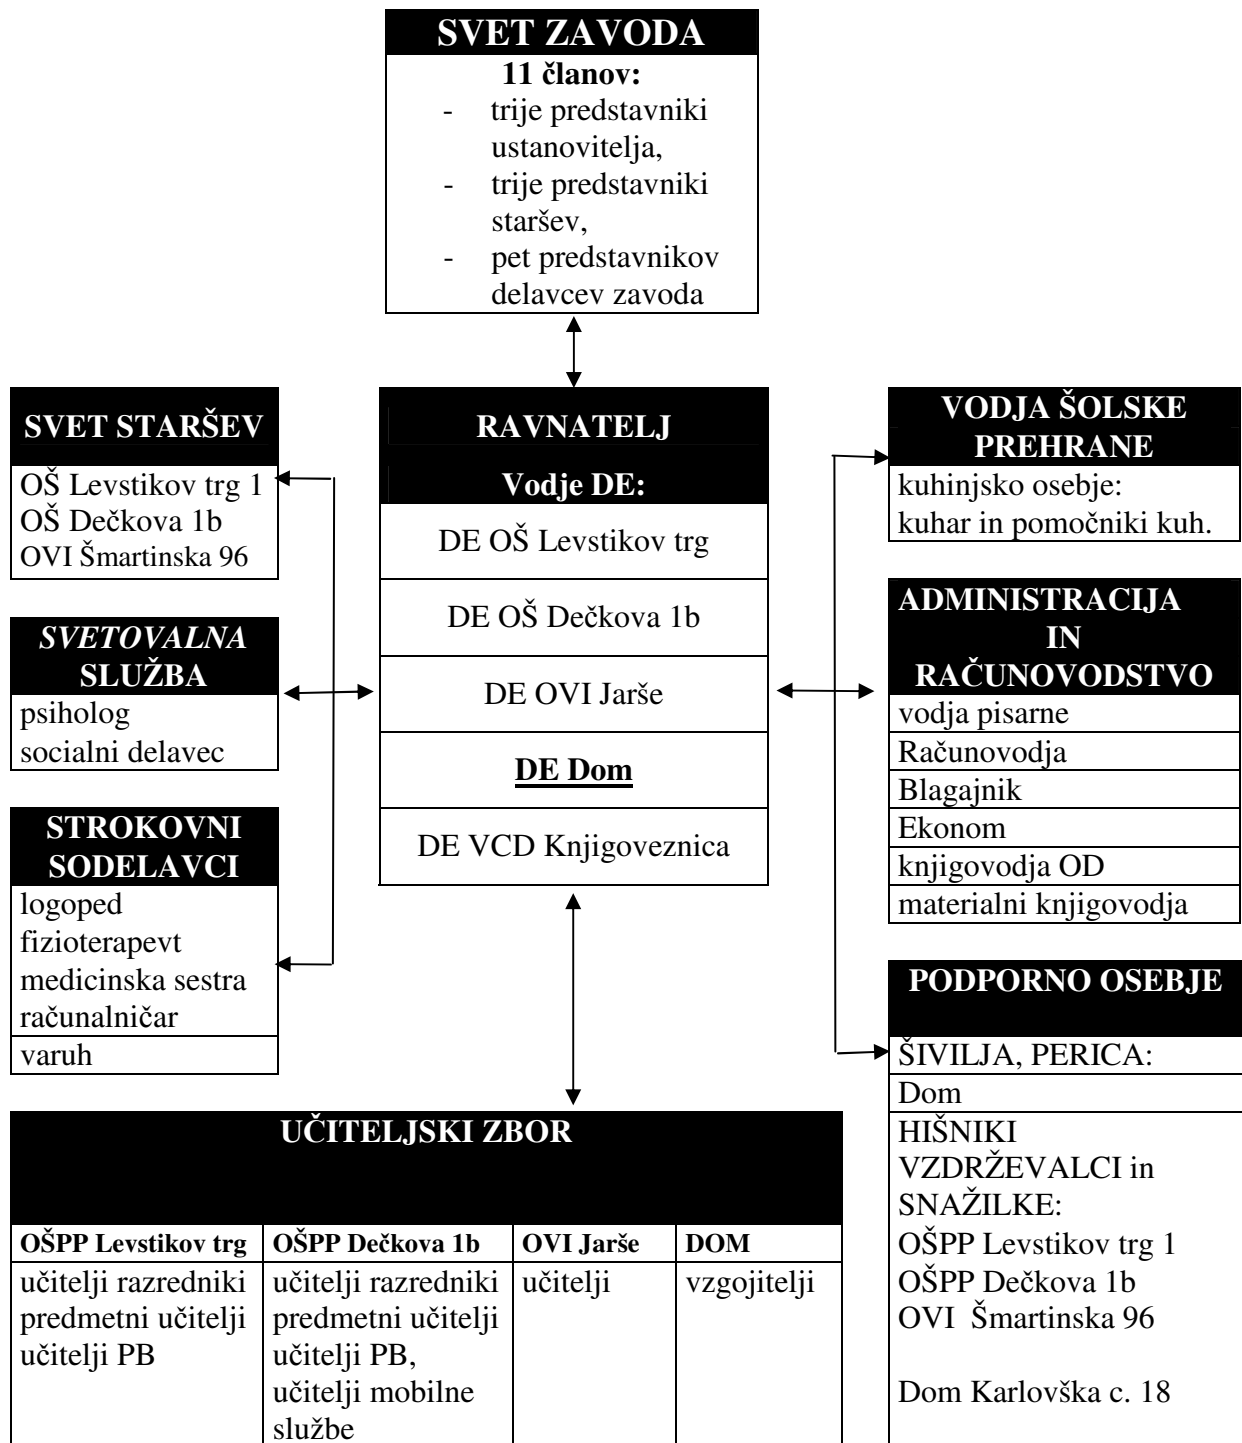 SVET ZAVODA
11 članov:
- trije predstavniki
ustanovitelja,
- trije predstavniki
staršev,
- pet predstavnikov
delavcev zavoda
SVET STARŠEV
OŠ Levstikov trg 1
OŠ Dečkova 1b
OVI Šmartinska 96
SVETOVALNA
SLUŽBA
psiholog
socialni delavec
STROKOVNI
SODELAVCI
logoped
fizioterapevt
medicinska sestra
računalničar
varuh
RAVNATELJ
Vodje DE:
DE OŠ Levstikov trg
DE OŠ Dečkova 1b
DE OVI Jarše
DE Dom
DE VCD Knjigoveznica
VODJA ŠOLSKE
PREHRANE
kuhinjsko osebje:
kuhar in pomočniki kuh.
ADMINISTRACIJA
IN
RAČUNOVODSTVO
vodja pisarne
Računovodja
Blagajnik
Ekonom
knjigovodja OD
materialni knjigovodja
PODPORNO OSEBJE
ŠIVILJA, PERICA:
Dom
HIŠNIKI
VZDRŽEVALCI in
SNAŽILKE:
OŠPP Levstikov trg 1
OŠPP Dečkova 1b
OVI Šmartinska 96
Dom Karlovška c. 18
UČITELJSKI ZBOR
OŠPP Levstikov trg
učitelji razredniki
predmetni učitelji
učitelji PB
OŠPP Dečkova 1b
učitelji razredniki
predmetni učitelji
učitelji PB,
učitelji mobilne
službe
OVI Jarše
učitelji
DOM
vzgojitelji